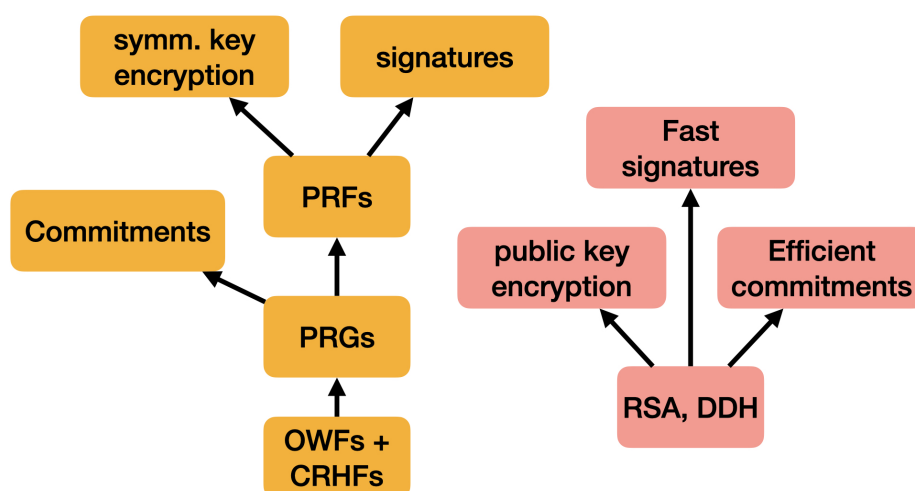 symm. key
encryption
signatures
Fast
signatures
PRFs
Commitments
public key
encryption
Efficient
commitments
PRGs
RSA, DDH
OWFs +
CRHFs